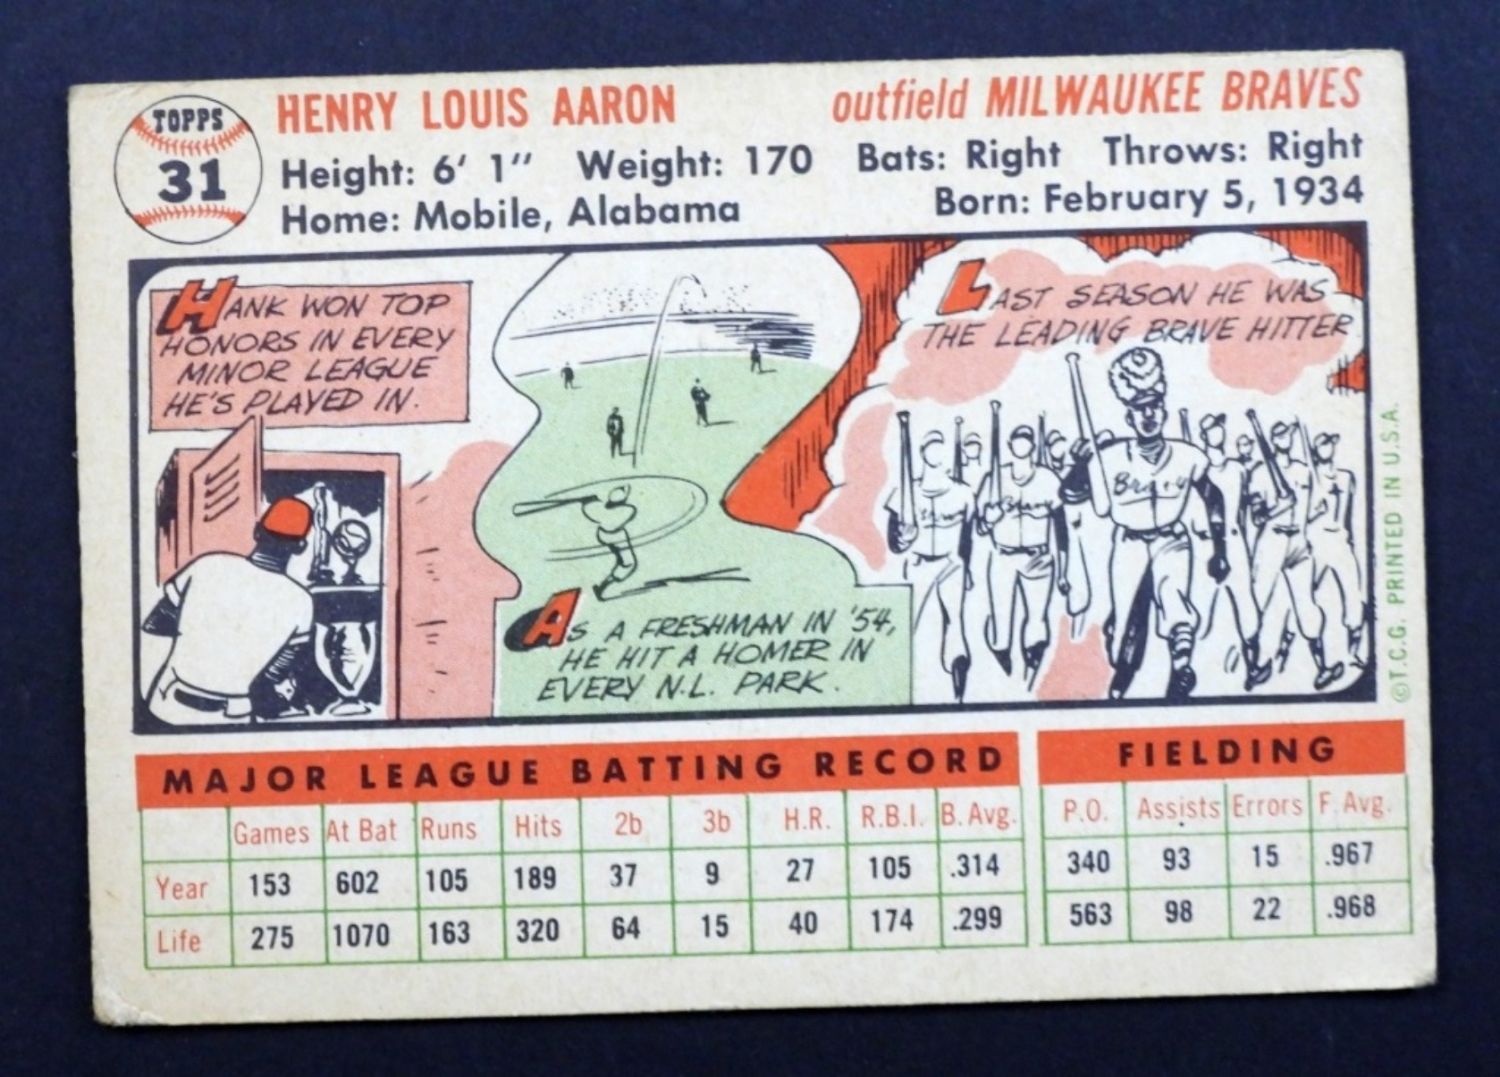 TOPPS
31
HENRY LOUIS AARON
outfield MILWAUKEE BRAVES
Height: 6' 1" Weight: 170 Bats: Right Throws: Right
Home: Mobile, Alabama
Born: February 5, 1934
HANK WON TOP
HONORS IN EVERY
MINOR LEAGUE
HE'S PLAYED IN.
AS A FRESHMAN IN '54,
HE HIT A HOMER IN
EVERY N.L. PARK.
LAST SEASON HE WAS
THE LEADING BRAVE HITTER
©T.C.G. PRINTED IN U.S.A.
MAJOR LEAGUE BATTING RECORD
Games At Bat Runs Hits 2b 3b H.R. R.B.I. B. Avg.
Year 153 602 105 189 37 9 27 105 .314
Life 275 1070 163 320 64 15 40 174 .299
FIELDING
P.O. Assists Errors F. Avg.
340 93 15 .967
563 98 22 .968